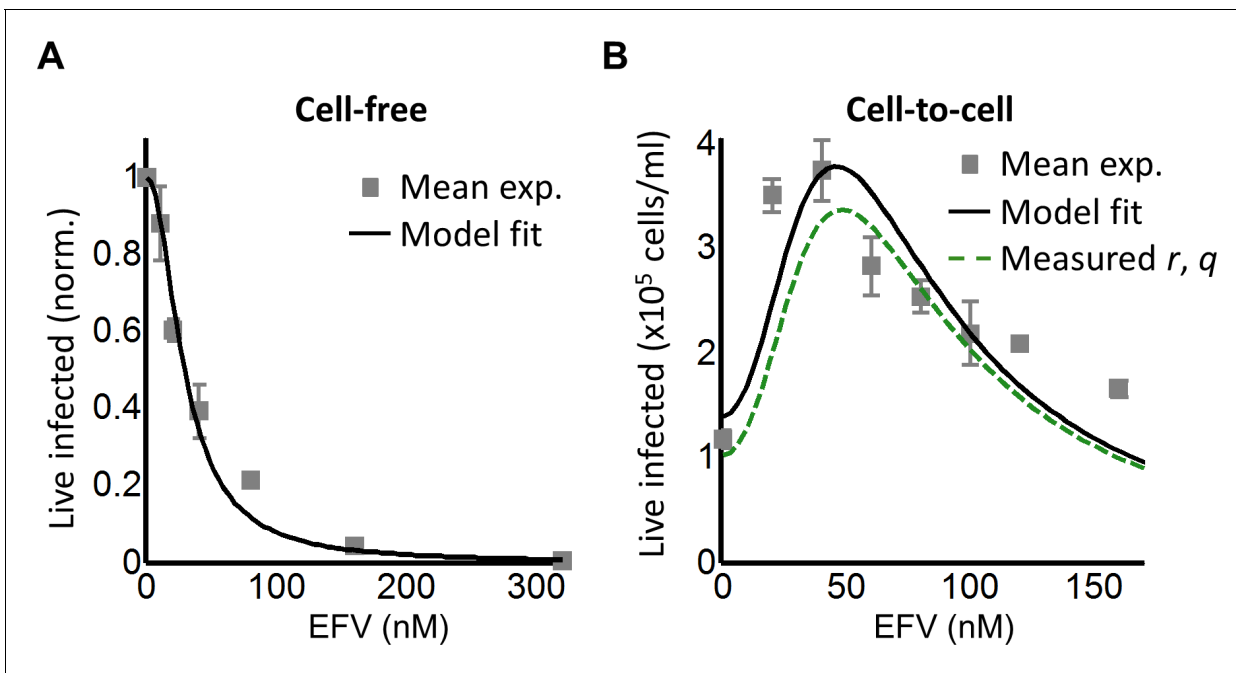 A
Cell-free
Live infected (norm.)
1
0.8
0.6
0.4
0.2
0
0 100 200 300
EFV (nM)
Mean exp.
Model fit
B
Cell-to-cell
Live infected (x10⁵ cells/ml)
4
3
2
1
0
0 50 100 150
EFV (nM)
Mean exp.
Model fit
Measured r, q